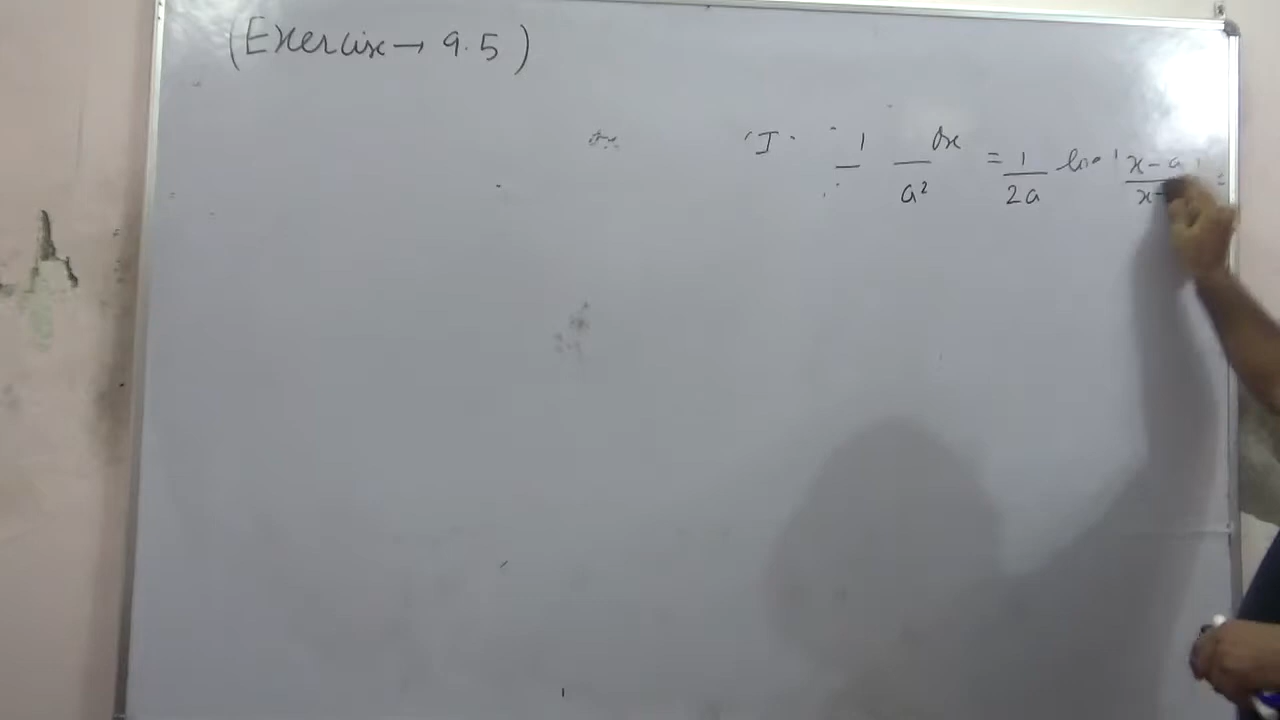 (Exercise → 9.5)
I 1 / a² dx = 1/2a log |x-a / x